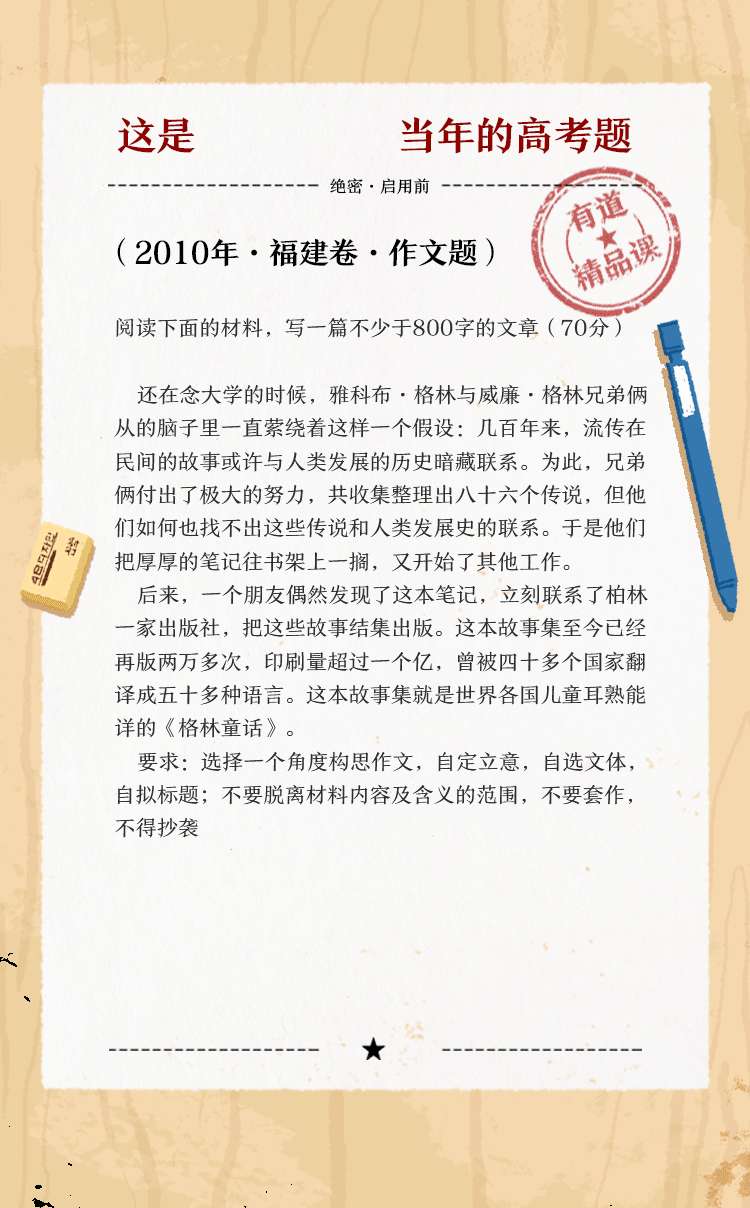 这是 当年的高考题
绝密·启用前
有道
精品课
（2010年·福建卷·作文题）
阅读下面的材料，写一篇不少于800字的文章（70分）
还在念大学的时候，雅科布·格林与威廉·格林兄弟俩
从的脑子里一直萦绕着这样一个假设：几百年来，流传在
民间的故事或许与人类发展的历史暗藏联系。为此，兄弟
俩付出了极大的努力，共收集整理出八十六个传说，但他
们如何也找不出这些传说和人类发展史的联系。于是他们
把厚厚的笔记往书架上一搁，又开始了其他工作。
后来，一个朋友偶然发现了这本笔记，立刻联系了柏林
一家出版社，把这些故事结集出版。这本故事集至今已经
再版两万多次，印刷量超过一个亿，曾被四十多个国家翻
译成五十多种语言。这本故事集就是世界各国儿童耳熟能
详的《格林童话》。
要求：选择一个角度构思作文，自定立意，自选文体，
自拟标题；不要脱离材料内容及含义的范围，不要套作，
不得抄袭